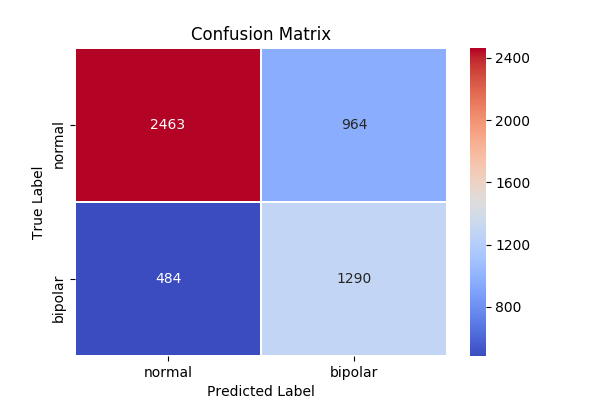 Confusion Matrix
True Label
normal
2463
964
bipolar
484
1290
normal
bipolar
Predicted Label
2400
2000
1600
1200
800